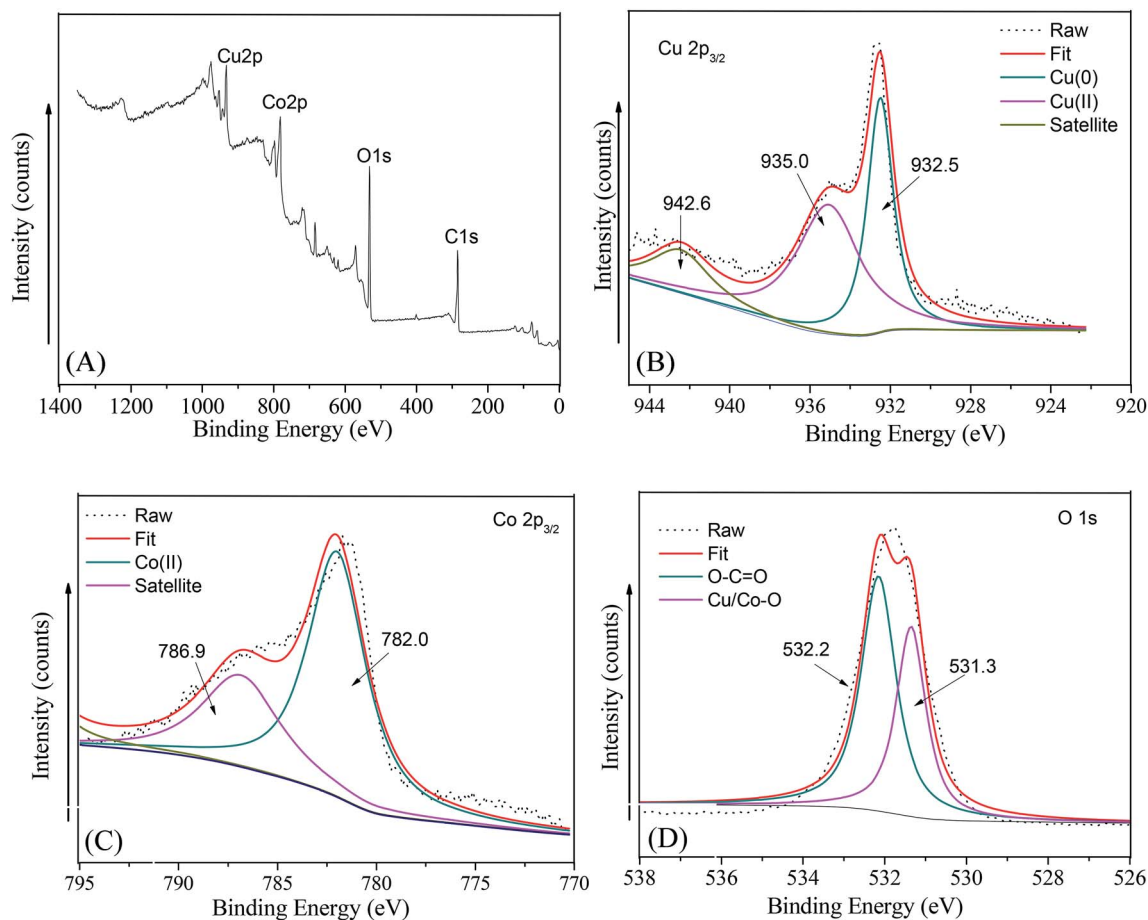 Cu2p
Co2p
O1s
C1s
(A)
Intensity (counts)
1400 1200 1000 800 600 400 200 0
Binding Energy (eV)
Cu 2p3/2
Raw
Fit
Cu(0)
Cu(II)
Satellite
935.0
932.5
942.6
(B)
Intensity (counts)
944 940 936 932 928 924 920
Binding Energy (eV)
Raw
Fit
Co(II)
Satellite
Co 2p3/2
786.9
782.0
(C)
Intensity (counts)
795 790 785 780 775 770
Binding Energy (eV)
O 1s
Raw
Fit
O-C=O
Cu/Co-O
532.2
531.3
(D)
Intensity (counts)
538 536 534 532 530 528 526
Binding Energy (eV)